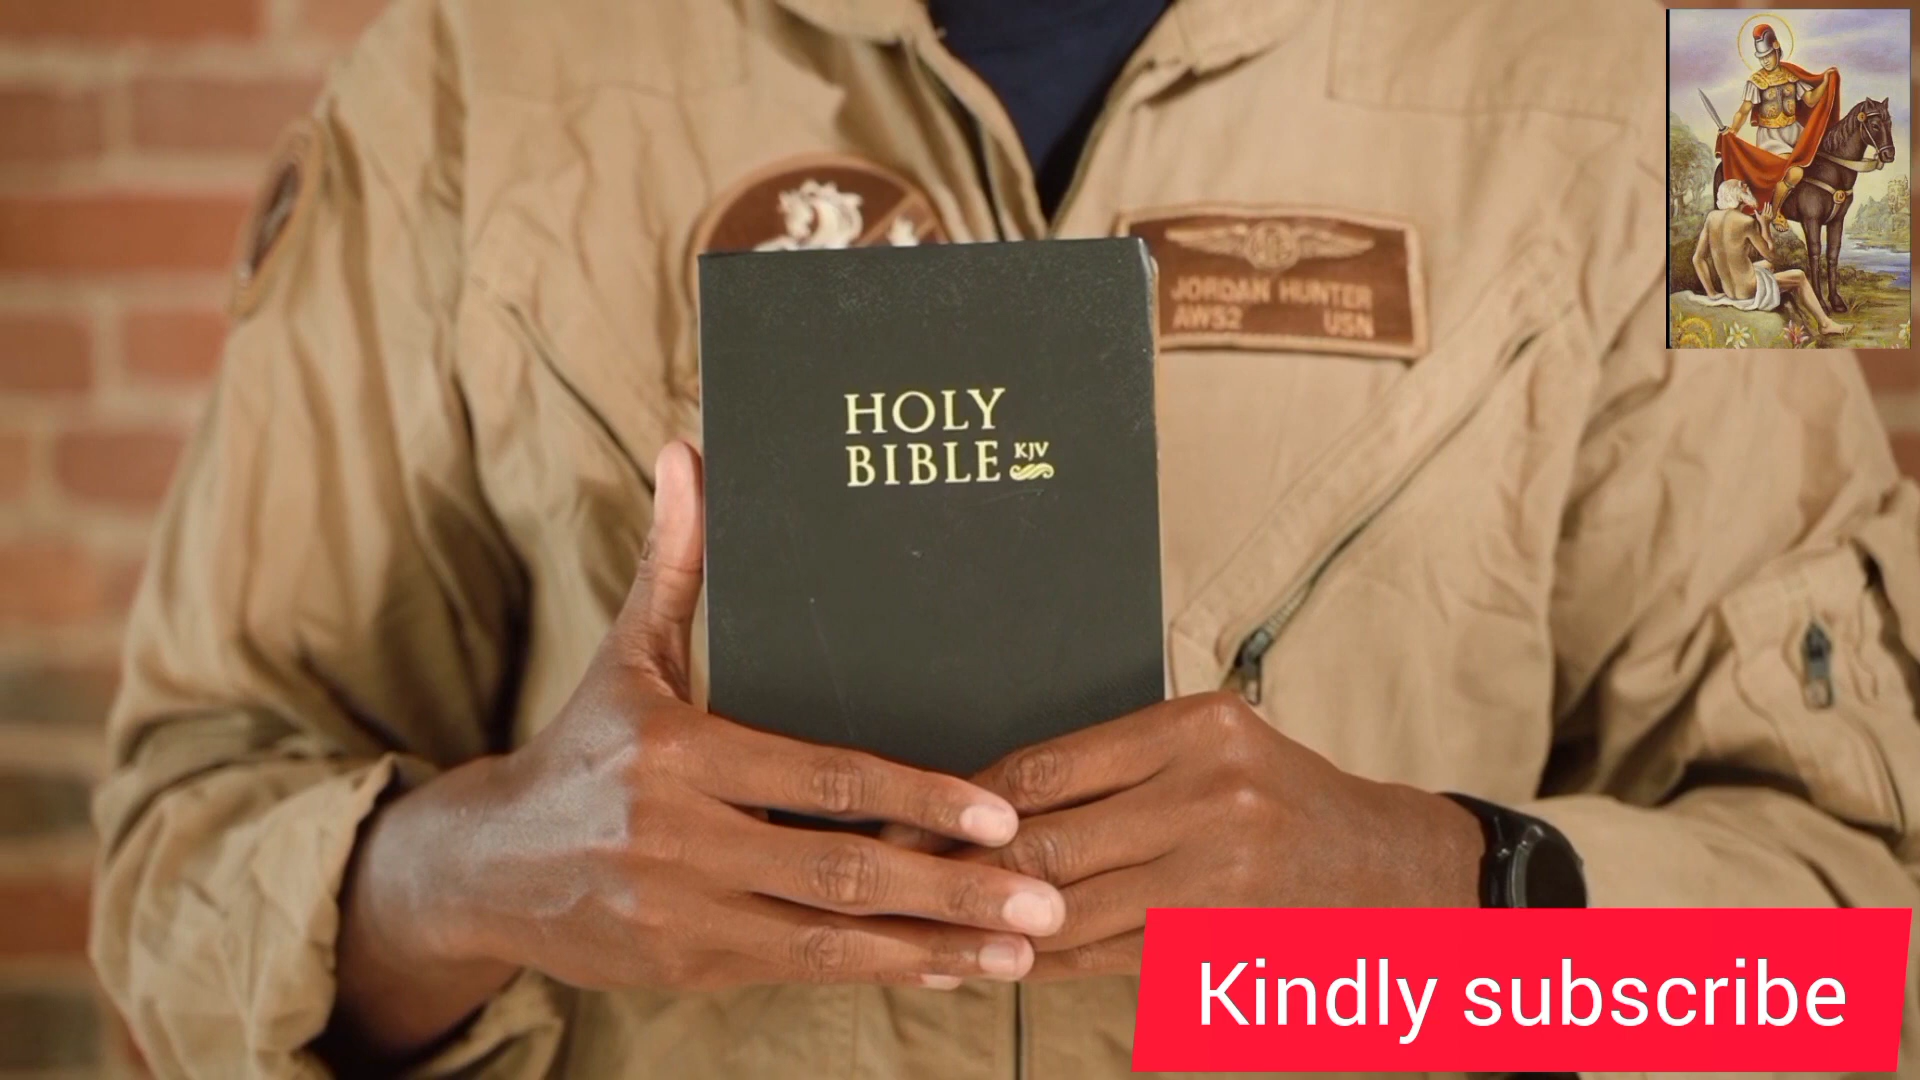 HOLY
BIBLE KJV
JORDAN HUNTER
AWS2 USN
Kindly subscribe